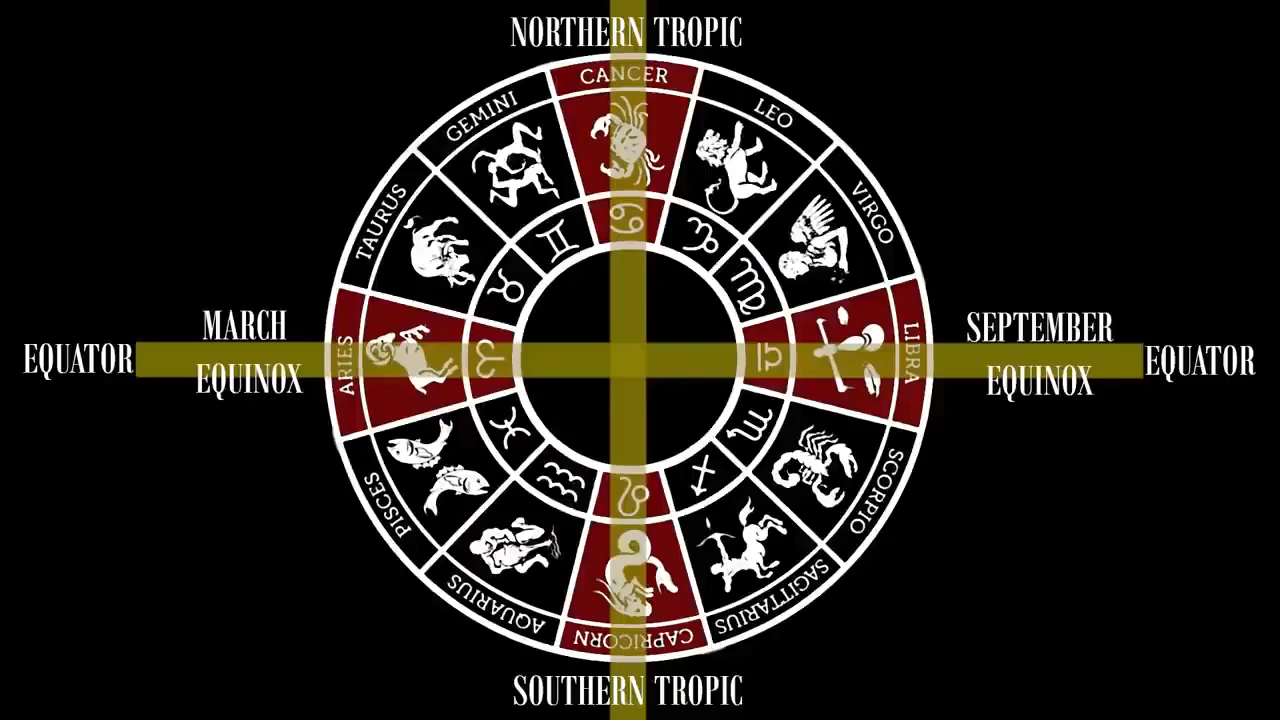 NORTHERN TROPIC
CANCER
GEMINI
LEO
TAURUS
VIRGO
MARCH
EQUINOX
SEPTEMBER
EQUINOX
EQUATOR
EQUATOR
ARIES
LIBRA
PISCES
SCORPIO
AQUARIUS
SAGITTARIUS
CAPRICORN
SOUTHERN TROPIC